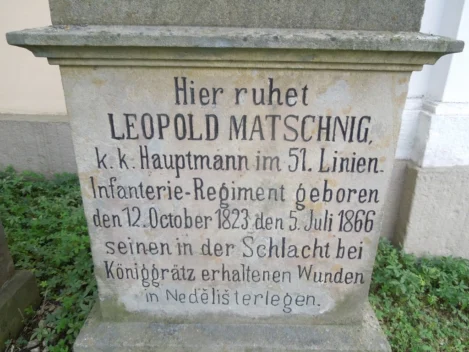 Hier ruhet
LEOPOLD MATSCHNIG,
k. k. Hauptmann im 51. Linien-
Infanterie-Regiment geboren
den 12. October 1823, den 5. Juli 1866
seinen in der Schlacht bei
Königgrätz erhaltenen Wunden
in Nedělišt erlegen.